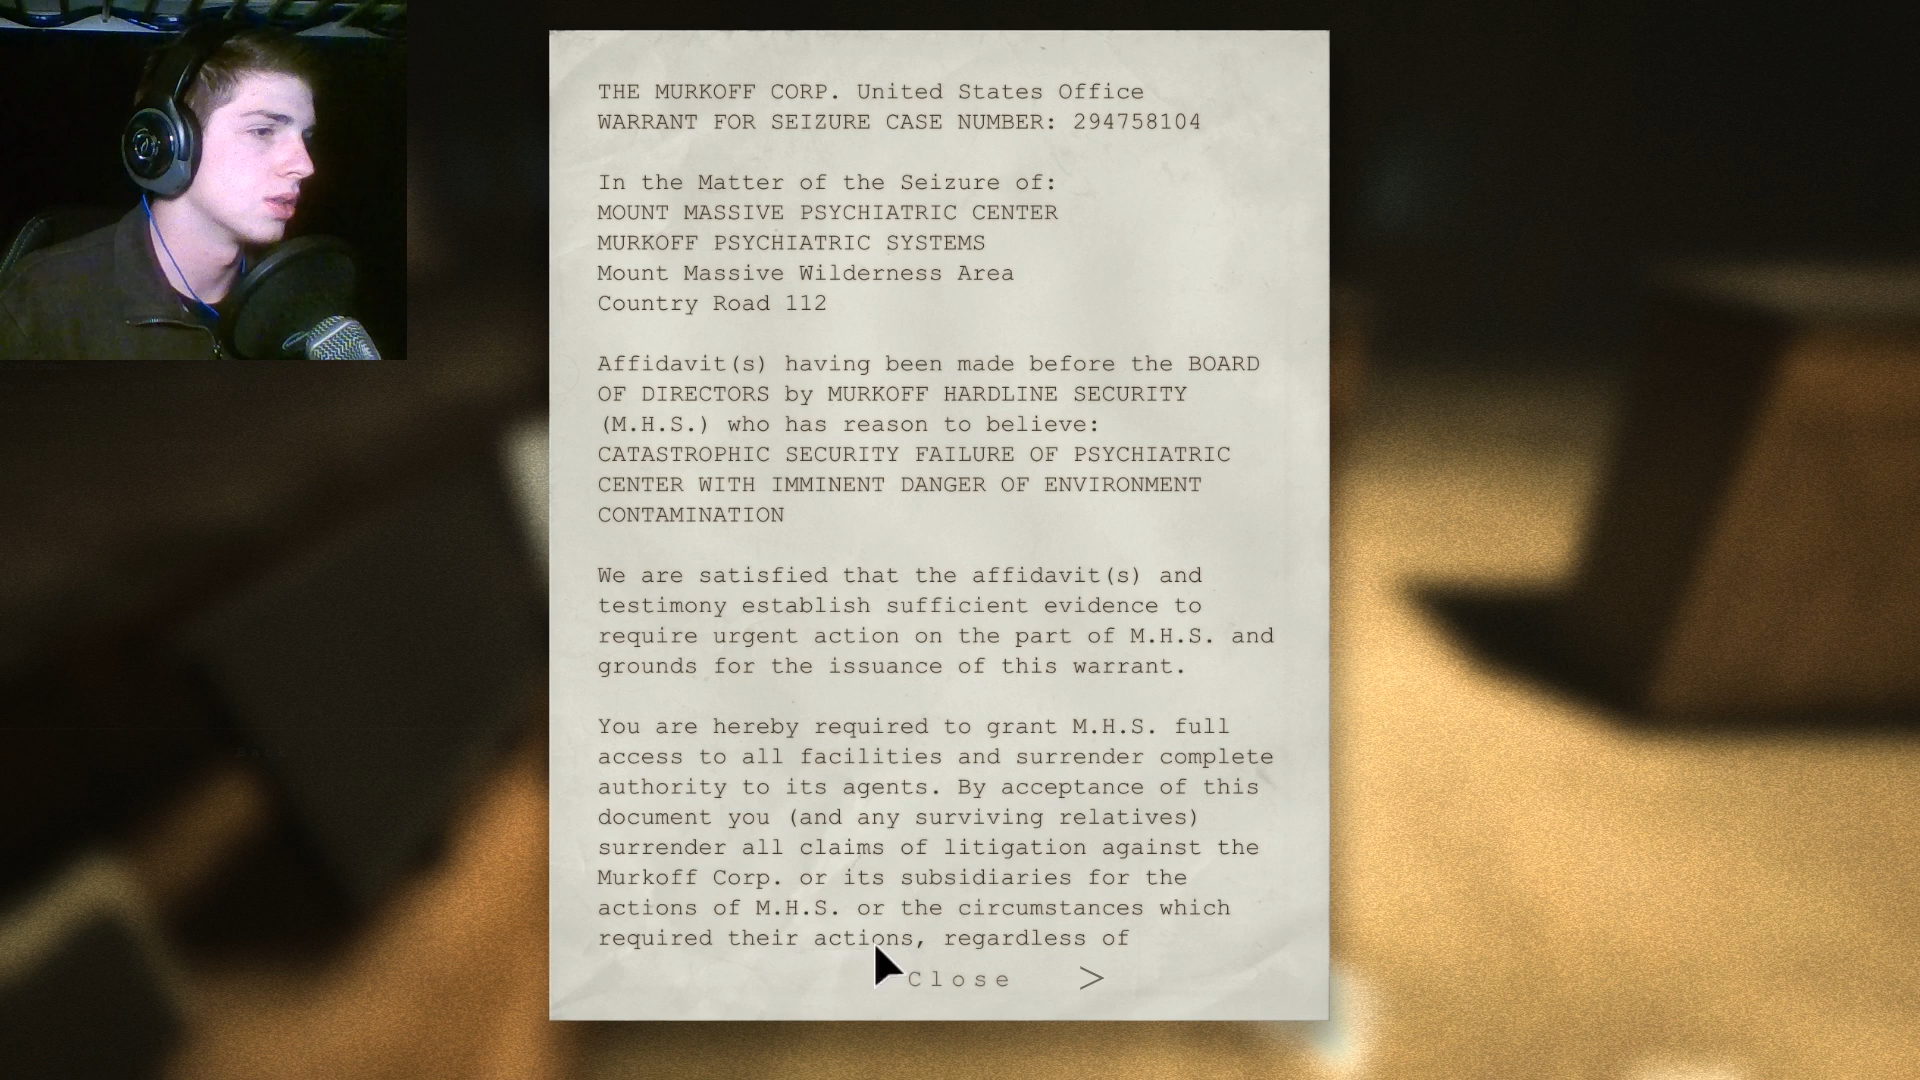 THE MURKOFF CORP. United States Office
WARRANT FOR SEIZURE CASE NUMBER: 294758104
In the Matter of the Seizure of:
MOUNT MASSIVE PSYCHIATRIC CENTER
MURKOFF PSYCHIATRIC SYSTEMS
Mount Massive Wilderness Area
Country Road 112
Affidavit(s) having been made before the BOARD
OF DIRECTORS by MURKOFF HARDLINE SECURITY
(M.H.S.) who has reason to believe:
CATASTROPHIC SECURITY FAILURE OF PSYCHIATRIC
CENTER WITH IMMINENT DANGER OF ENVIRONMENT
CONTAMINATION
We are satisfied that the affidavit(s) and
testimony establish sufficient evidence to
require urgent action on the part of M.H.S. and
grounds for the issuance of this warrant.
You are hereby required to grant M.H.S. full
access to all facilities and surrender complete
authority to its agents. By acceptance of this
document you (and any surviving relatives)
surrender all claims of litigation against the
Murkoff Corp. or its subsidiaries for the
actions of M.H.S. or the circumstances which
required their actions, regardless of
Close >